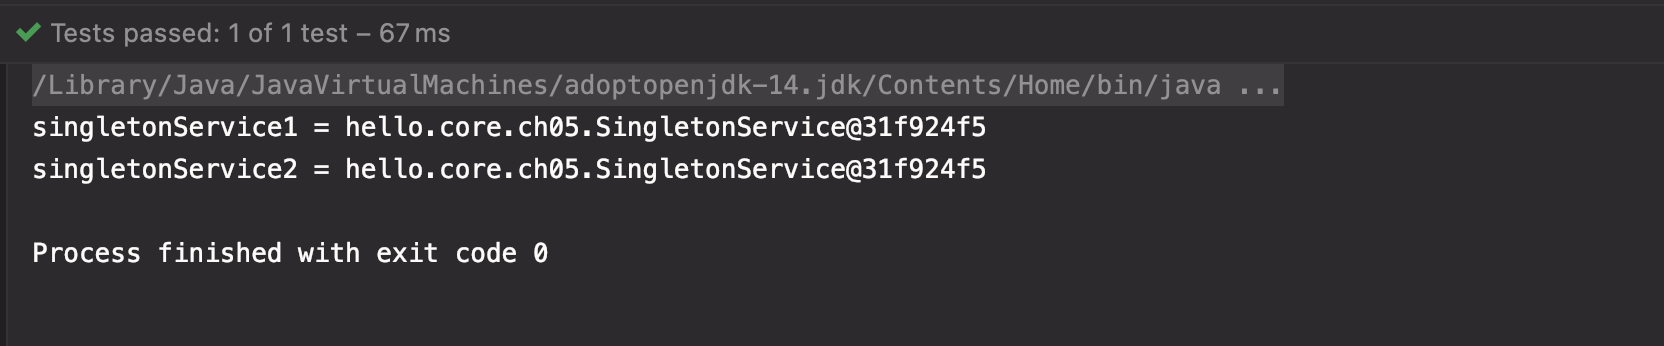 Tests passed: 1 of 1 test – 67 ms
/Library/Java/JavaVirtualMachines/adoptopenjdk-14.jdk/Contents/Home/bin/java ...
singletonService1 = hello.core.ch05.SingletonService@31f924f5
singletonService2 = hello.core.ch05.SingletonService@31f924f5
Process finished with exit code 0